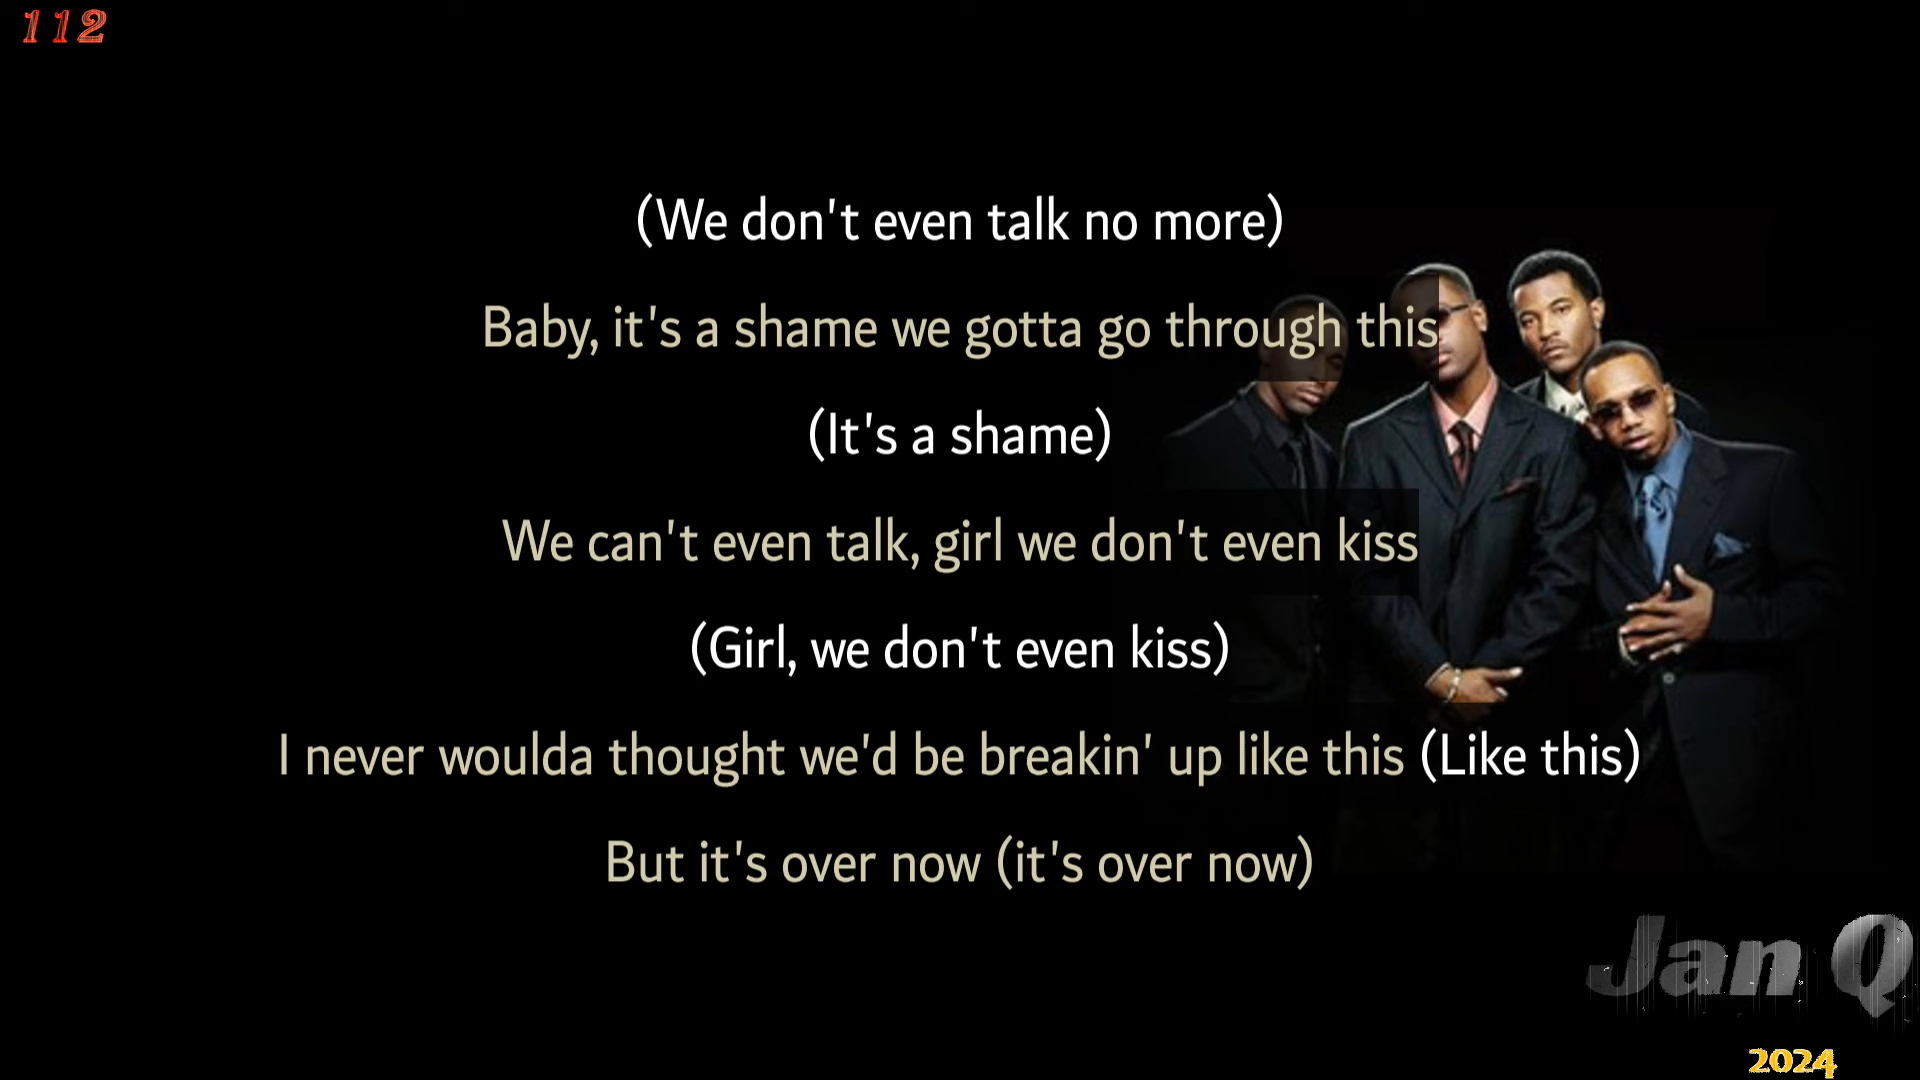 112
(We don't even talk no more)
Baby, it's a shame we gotta go through this
(It's a shame)
We can't even talk, girl we don't even kiss
(Girl, we don't even kiss)
I never woulda thought we'd be breakin' up like this (Like this)
But it's over now (it's over now)
Jan Q
2024